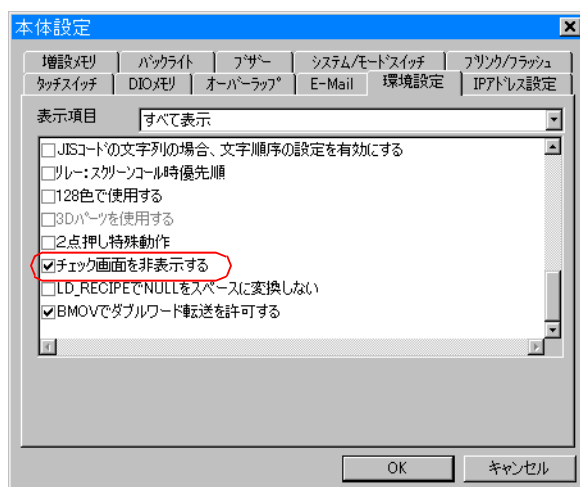 本体設定
増設ﾒﾓﾘ ﾊﾞｯｸﾗｲﾄ ﾌﾞｻﾞｰ ｼｽﾃﾑ/ﾓｰﾄﾞｽｲｯﾁ ﾌﾞﾘﾝｸ/ﾌﾗｯｼｭ
ﾀｯﾁｽｲｯﾁ DIOﾒﾓﾘ ｵｰﾊﾞｰﾗｯﾌﾟ E-Mail 環境設定 IPｱﾄﾞﾚｽ設定
表示項目 すべて表示
JISｺｰﾄﾞの文字列の場合、文字順序の設定を有効にする
ﾘﾚｰ:ｽｸﾘｰﾝｺｰﾙ時優先順
128色で使用する
3Dﾊﾟｰﾂを使用する
2点押し特殊動作
チェック画面を非表示する
LD_RECIPEでNULLをスペースに変換しない
BMOVでダブルワード転送を許可する
OK キャンセル